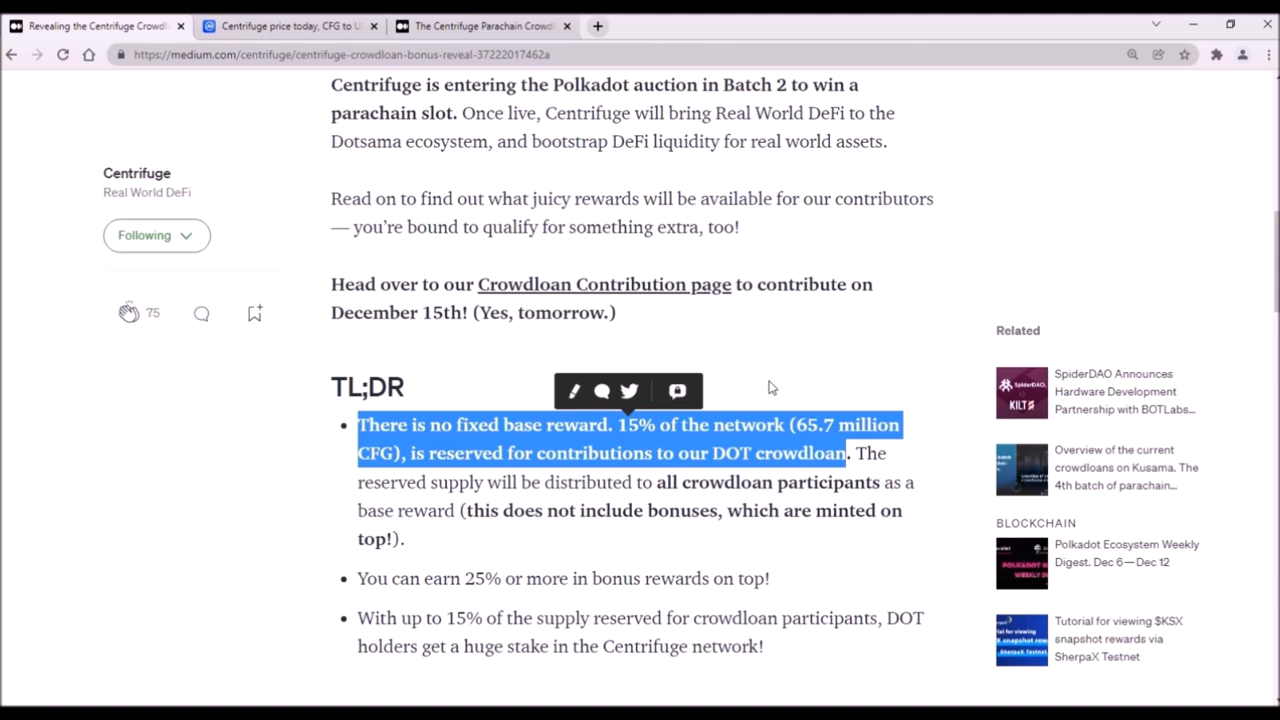 Revealing the Centrifuge Crowdl
Centrifuge price today, CFG to U
The Centrifuge Parachain Crowd
https://medium.com/centrifuge/centrifuge-crowdloan-bonus-reveal-37222017462a
Centrifuge is entering the Polkadot auction in Batch 2 to win a
parachain slot. Once live, Centrifuge will bring Real World DeFi to the
Dotsama ecosystem, and bootstrap DeFi liquidity for real world assets.
Centrifuge
Real World DeFi
Following
75
Read on to find out what juicy rewards will be available for our contributors
— you’re bound to qualify for something extra, too!
Head over to our Crowdloan Contribution page to contribute on
December 15th! (Yes, tomorrow.)
TL;DR
• There is no fixed base reward. 15% of the network (65.7 million
CFG), is reserved for contributions to our DOT crowdloan. The
reserved supply will be distributed to all crowdloan participants as a
base reward (this does not include bonuses, which are minted on
top!).
• You can earn 25% or more in bonus rewards on top!
• With up to 15% of the supply reserved for crowdloan participants, DOT
holders get a huge stake in the Centrifuge network!
Related
SpiderDAO Announces
Hardware Development
Partnership with BOTLabs...
Overview of the current
crowdloans on Kusama. The
4th batch of parachain...
BLOCKCHAIN
Polkadot Ecosystem Weekly
Digest. Dec 6—Dec 12
Tutorial for viewing $KSX
snapshot rewards via
SherpaX Testnet